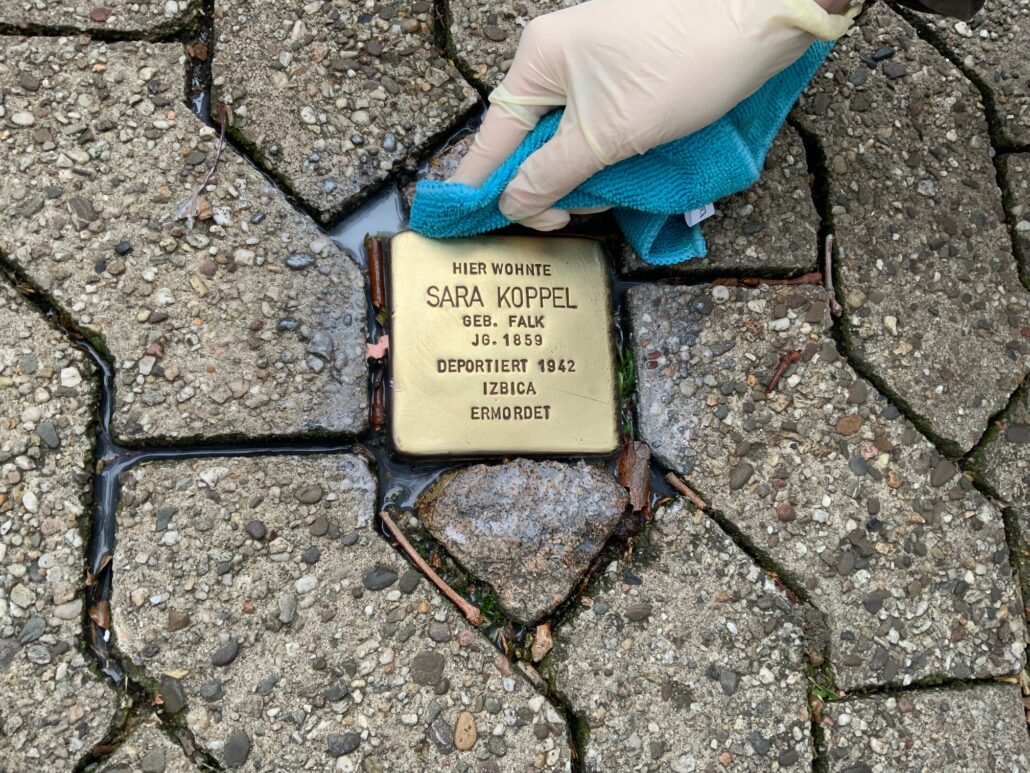 HIER WOHNTE
SARA KOPPEL
GEB. FALK
JG. 1859
DEPORTIERT 1942
IZBICA
ERMORDET